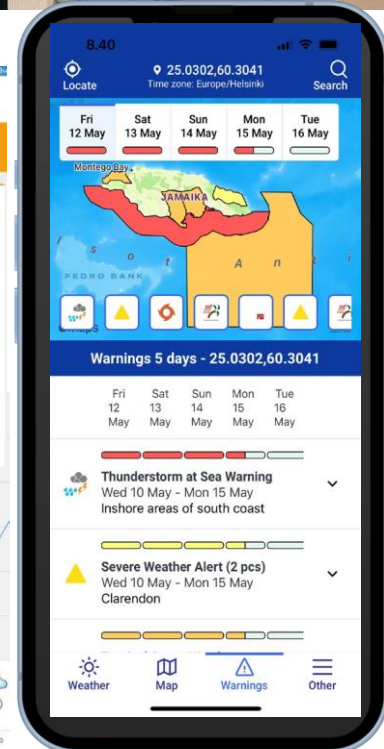 8.40
25.0302,60.3041
Locate
Time zone: Europe/Helsinki
Search
Fri Sat Sun Mon Tue
12 May 13 May 14 May 15 May 16 May
Montego Bay
JAMAIKA
I s o t
A n t i
PEDRO BANK
Warnings 5 days - 25.0302,60.3041
Fri Sat Sun Mon Tue
12 13 14 15 16
May May May May May
Thunderstorm at Sea Warning
Wed 10 May - Mon 15 May
Inshore areas of south coast
Severe Weather Alert (2 pcs)
Wed 10 May - Mon 15 May
Clarendon
Weather Map Warnings Other